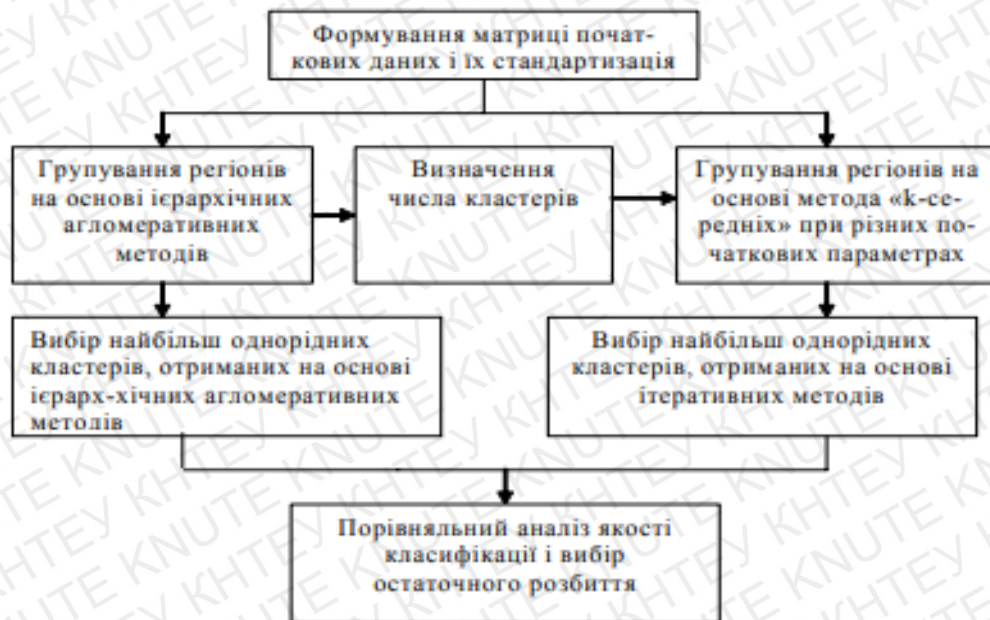 Формування матриці почат-
кових даних і їх стандартизація
Групування регіонів
на основі ієрархічних
агломеративних
методів
Визначення
числа кластерів
Групування регіонів на
основі метода «k-се-
редніх» при різних по-
чаткових параметрах
Вибір найбільш однорідних
кластерів, отриманих на основі
ієрарх-хічних агломеративних
методів
Вибір найбільш однорідних
кластерів, отриманих на основі
ітеративних методів
Порівняльний аналіз якості
класифікації і вибір
остаточного розбиття